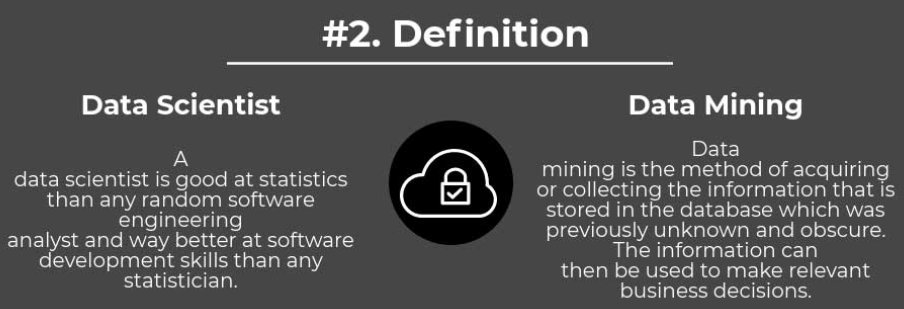 #2. Definition
Data Scientist
A
data scientist is good at statistics
than any random software
engineering
analyst and way better at software
development skills than any
statistician.
Data Mining
Data
mining is the method of acquiring
or collecting the information that is
stored in the database which was
previously unknown and obscure.
The information can
then be used to make relevant
business decisions.